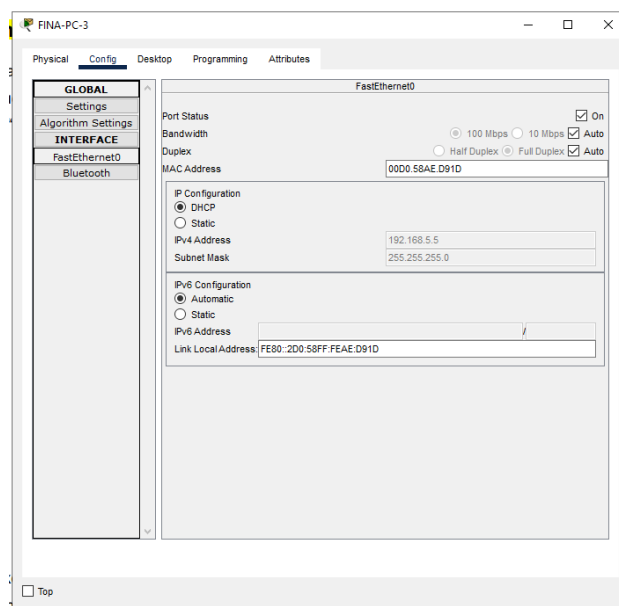 FINA-PC-3
Physical Config Desktop Programming Attributes
GLOBAL
Settings
Algorithm Settings
INTERFACE
FastEthernet0
Bluetooth
FastEthernet0
Port Status On
Bandwidth 100 Mbps 10 Mbps Auto
Duplex Half Duplex Full Duplex Auto
MAC Address 00D0.58AE.D91D
IP Configuration
DHCP
Static
IPv4 Address 192.168.5.5
Subnet Mask 255.255.255.0
IPv6 Configuration
Automatic
Static
IPv6 Address /
Link Local Address: FE80::2D0:58FF:FEAE:D91D
Top